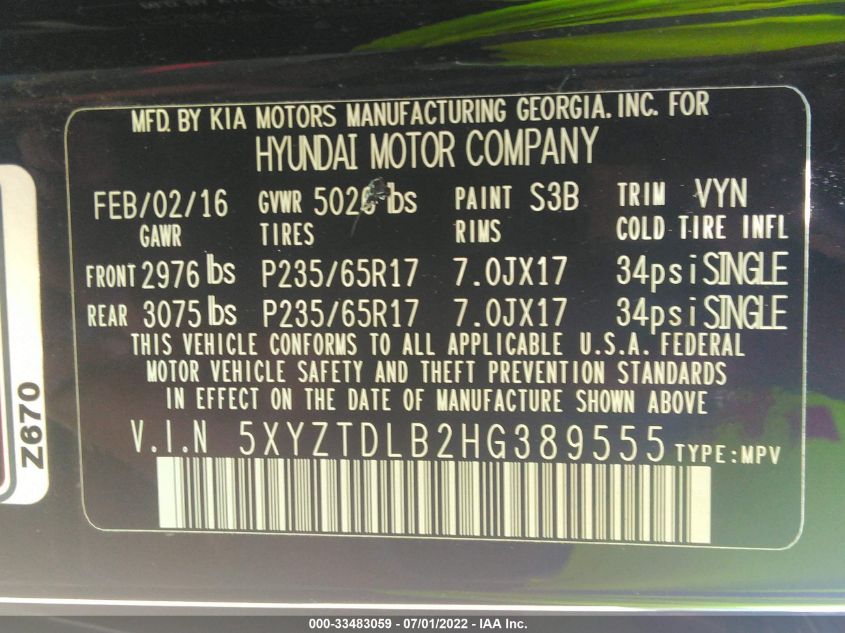 MFD. BY KIA MOTORS MANUFACTURING GEORGIA. INC. FOR
HYUNDAI MOTOR COMPANY
FEB/02/16 GVWR lbs PAINT S3B TRIM VYN
GAWR TIRES RIMS COLD TIRE INFL
FRONT 2976 lbs P235/65R17 7.0JX17 34psi SINGLE
REAR 3075 lbs P235/65R17 7.0JX17 34psi SINGLE
THIS VEHICLE CONFORMS TO ALL APPLICABLE U.S.A. FEDERAL
MOTOR VEHICLE SAFETY AND THEFT PREVENTION STANDARDS
IN EFFECT ON THE DATE OF MANUFACTURE SHOWN ABOVE
V.I.N 5XYZTDLB2HG389555 TYPE:MPV
Z670
000-33483059 - 07/01/2022 - IAA Inc.